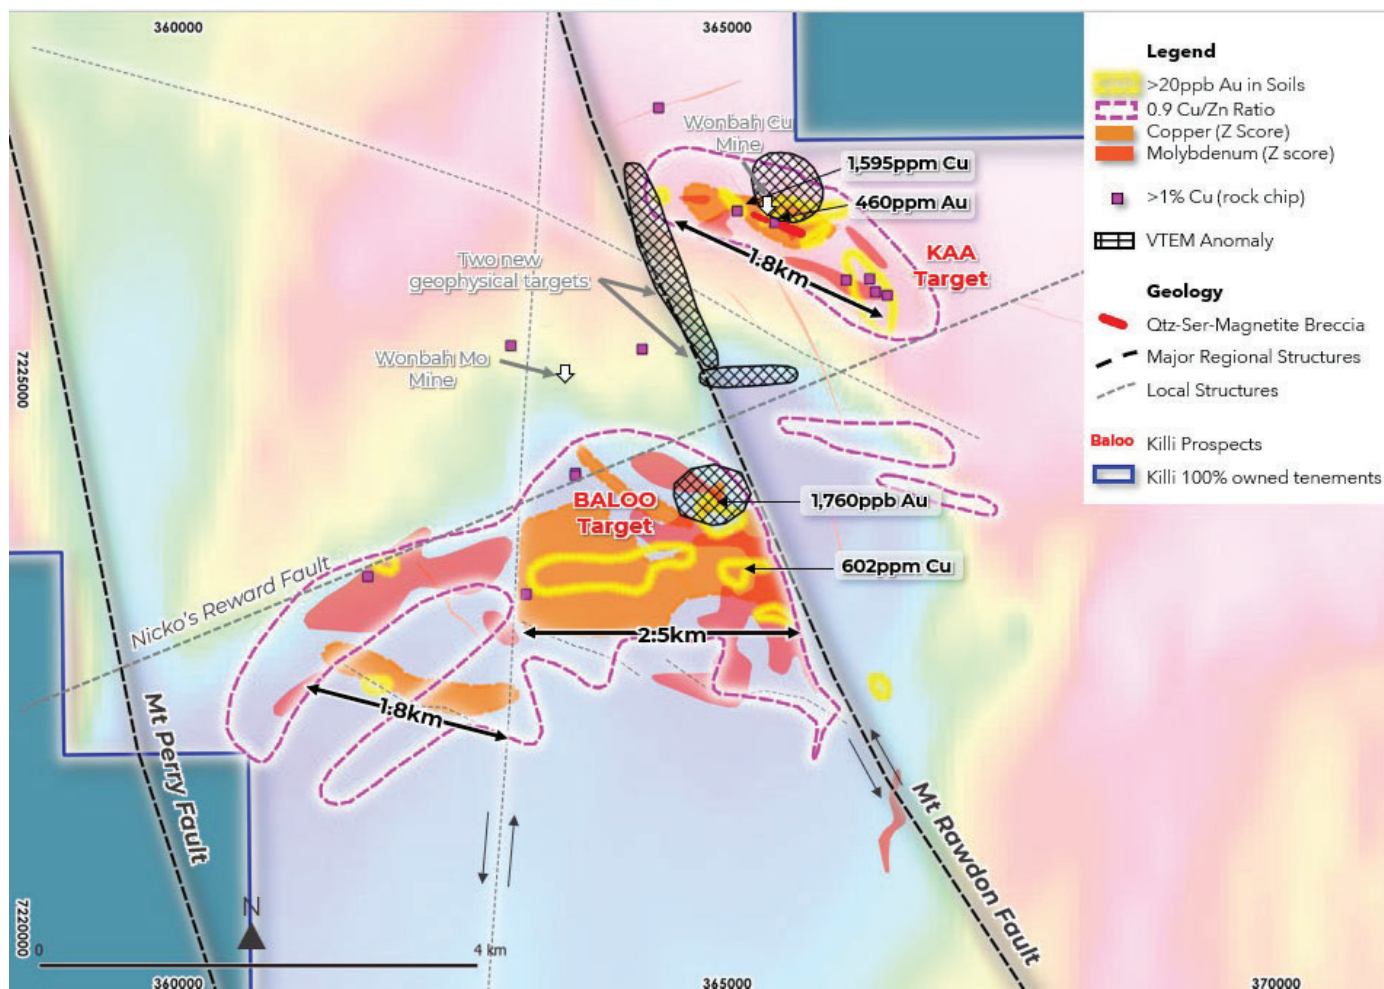 360000
365000
Legend
>20ppb Au in Soils
0.9 Cu/Zn Ratio
Copper (Z Score)
Molybdenum (Z score)
>1% Cu (rock chip)
VTEM Anomaly
Geology
Qtz-Ser-Magnetite Breccia
Major Regional Structures
Local Structures
Baloo Killi Prospects
Killi 100% owned tenements
Wonbah Cu
Mine
1,595ppm Cu
460ppm Au
KAA
Target
1.8km
Two new
geophysical targets
Wonbah Mo
Mine
7225000
BALOO
Target
1,760ppb Au
602ppm Cu
Nicko's Reward Fault
2.5km
1.8km
Mt Perry Fault
Mt Rawdon Fault
7220000
N
0
4 km
360000
365000
370000